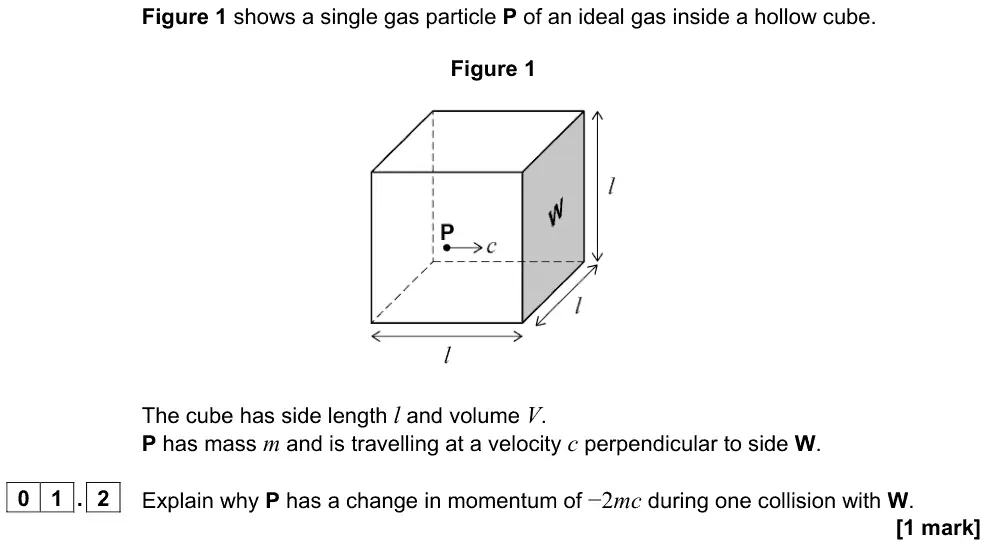 Figure 1 shows a single gas particle P of an ideal gas inside a hollow cube.
Figure 1
l
W
P
c
l
l
The cube has side length l and volume V.
P has mass m and is travelling at a velocity c perpendicular to side W.
0 1 . 2 Explain why P has a change in momentum of −2mc during one collision with W.
[1 mark]